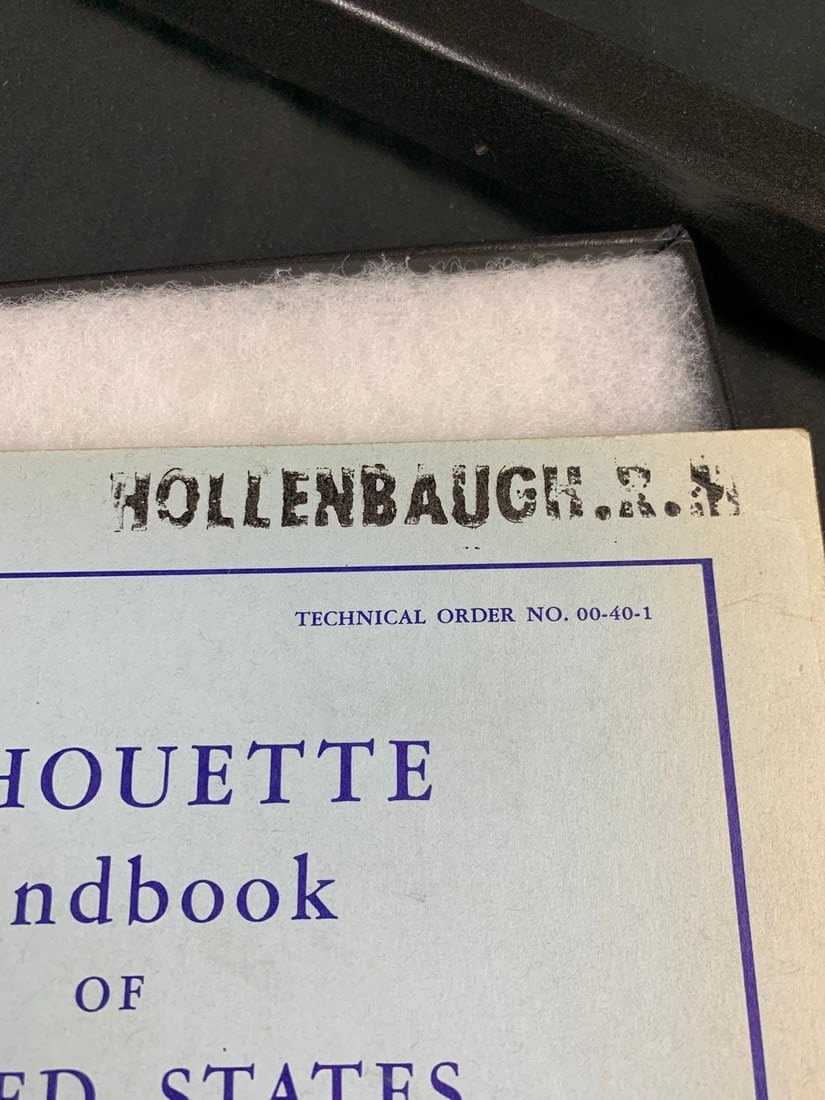 HOLLENBAUGH.R.
TECHNICAL ORDER NO. 00-40-1
HOUETTE
ndbook
OF
ED STATES